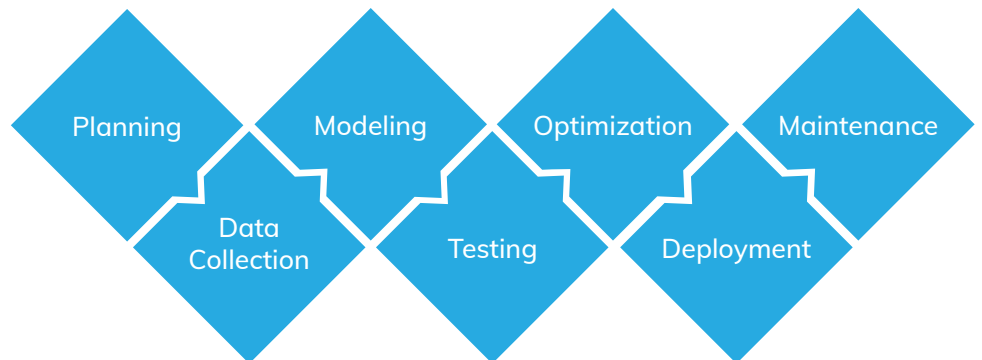 Planning
Data
Collection
Modeling
Testing
Optimization
Deployment
Maintenance